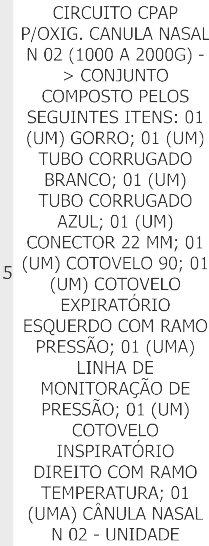 CIRCUITO CPAP
P/OXIG. CANULA NASAL
N 02 (1000 A 2000G) -
> CONJUNTO
COMPOSTO PELOS
SEGUINTES ITENS: 01
(UM) GORRO; 01 (UM)
TUBO CORRUGADO
BRANCO; 01 (UM)
TUBO CORRUGADO
AZUL; 01 (UM)
CONECTOR 22 MM; 01
5 (UM) COTOVELO 90; 01
(UM) COTOVELO
EXPIRATÓRIO
ESQUERDO COM RAMO
PRESSÃO; 01 (UMA)
LINHA DE
MONITORAÇÃO DE
PRESSÃO; 01 (UM)
COTOVELO
INSPIRATÓRIO
DIREITO COM RAMO
TEMPERATURA; 01
(UMA) CÂNULA NASAL
N 02 - UNIDADE